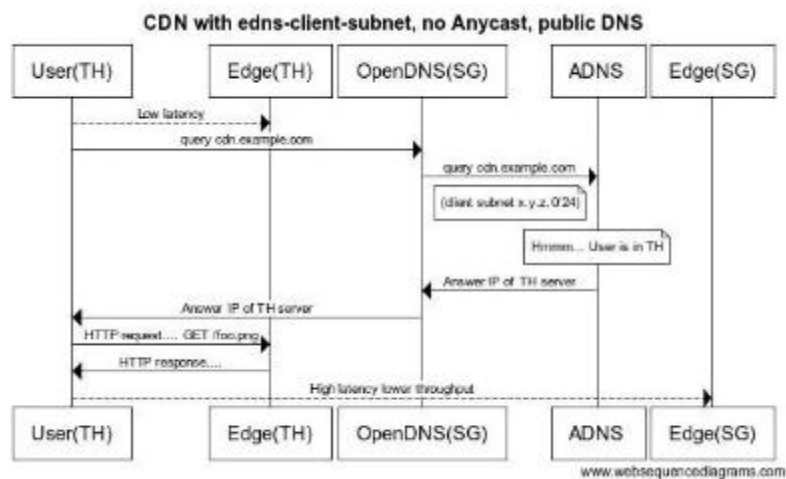 CDN with edns-client-subnet, no Anycast, public DNS
User(TH) Edge(TH) OpenDNS(SG) ADNS Edge(SG)
Low latency
query cdn.example.com
query cdn.example.com
(client subnet x.y.z.0'24)
Hmmm... User is in TH
Answer IP of TH server
Answer IP of TH server
HTTP request.... GET /foo.png
HTTP response....
High latency lower throughput
User(TH) Edge(TH) OpenDNS(SG) ADNS Edge(SG)
www.websequencediagrams.com